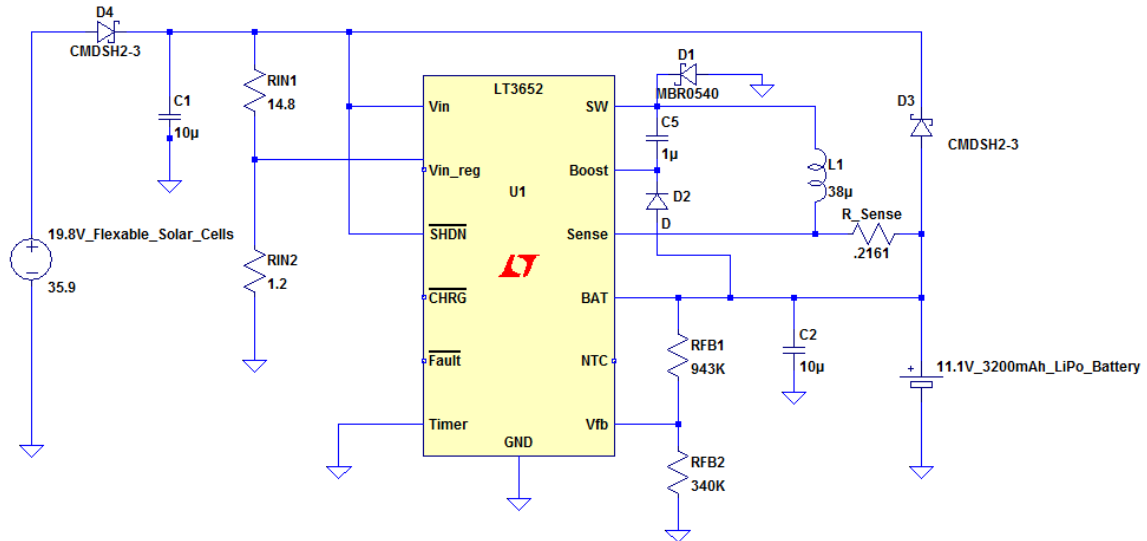 D4
CMDSH2-3
C1
10µ
RIN1
14.8
LT3652
Vin
Vin_reg
SHDN
CHRG
Fault
Timer
GND
U1
SW
Boost
Sense
BAT
NTC
Vfb
D1
MBR0540
C5
1µ
D2
D
L1
38µ
R_Sense
.2161
D3
CMDSH2-3
19.8V_Flexable_Solar_Cells
35.9
RIN2
1.2
RFB1
943K
C2
10µ
RFB2
340K
+
11.1V_3200mAh_LiPo_Battery